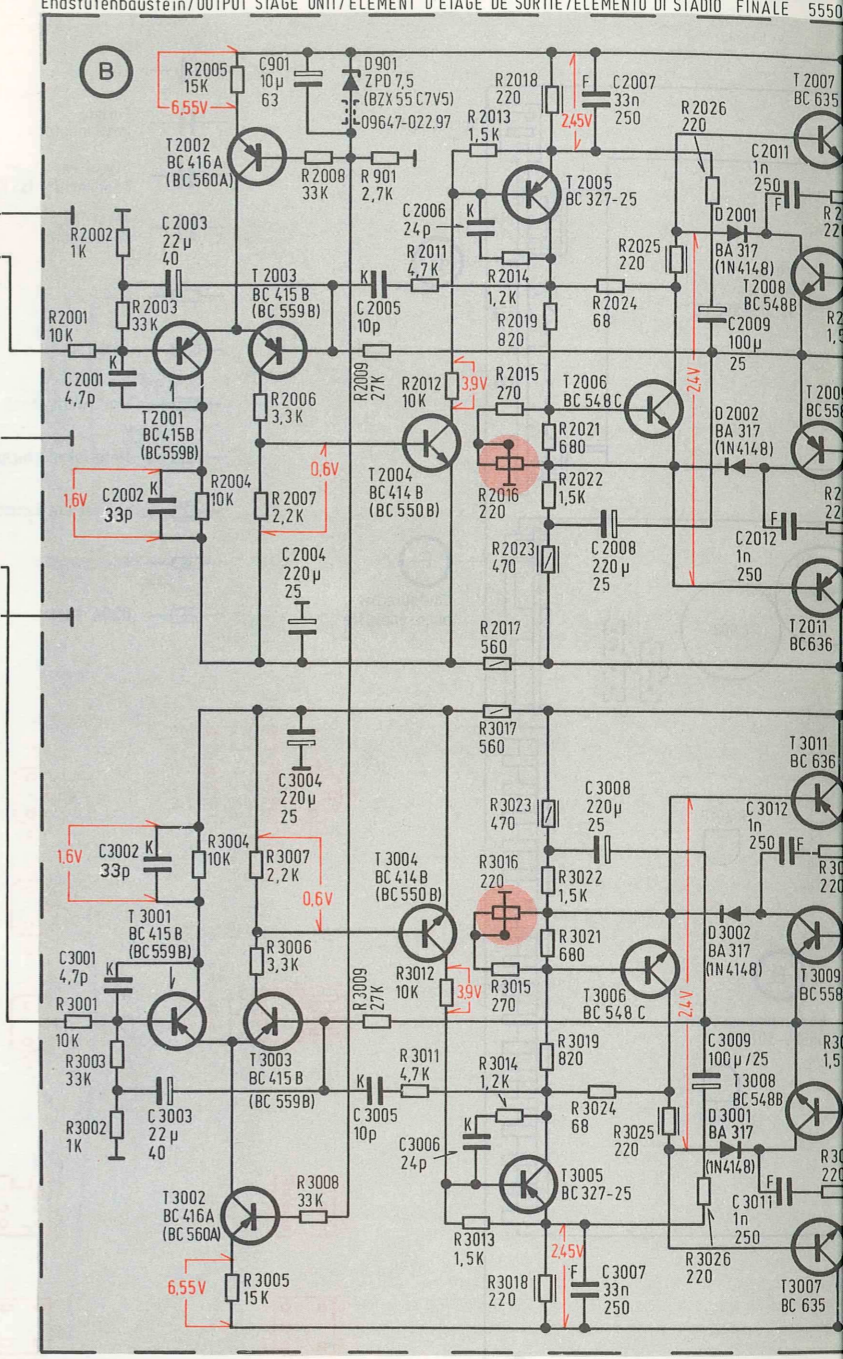 Endstufenbaustein/OUTPUT STAGE UNIT/ELEMENT D'ETAGE DE SORTIE/ELEMENTO DI STADIO FINALE 5550
B
R2005
15K
6,55V
C901
10µ
63
D901
ZPD 7,5
(BZX 55 C7V5)
09647-022.97
R2018
220
2,45V
F
C2007
33n
250
T2007
BC 635
R2026
220
R2013
1,5K
T2002
BC 416A
(BC560A)
R2008
33K
R901
2,7K
T2005
BC 327-25
C2011
1n
250
F
C2006
24p
K
D2001
BA 317
(1N4148)
R2002
1K
C2003
22µ
40
R2011
4,7K
R2014
1,2K
R2025
220
T2003
BC 415 B
(BC 559 B)
K
C2005
10p
R2024
68
T2008
BC 548B
R2003
33K
R2001
10K
R2019
820
C2009
100µ
25
K
C2001
4,7p
R2009
27K
R2012
10K
3,9V
R2015
270
T2006
BC 548 C
2,4V
R2006
3,3K
T2001
BC 415B
(BC559B)
R2021
680
D2002
BA 317
(1N4148)
0,6V
T2004
BC 414 B
(BC 550 B)
1,6V
K
C2002
33p
R2004
10K
R2007
2,2K
R2016
220
R2022
1,5K
F
C2012
1n
250
R2023
470
C2008
220µ
25
C2004
220µ
25
T2011
BC636
R2017
560
R3017
560
C3004
220µ
25
T3011
BC 636
R3023
470
C3008
220µ
25
C3012
1n
250
F
1,6V
C3002
33p
K
R3004
10K
R3007
2,2K
0,6V
T3004
BC 414 B
(BC 550 B)
R3016
220
R3022
1,5K
T3001
BC 415 B
(BC 559B)
R3021
680
D3002
BA 317
(1N4148)
C3001
4,7p
K
R3006
3,3K
R3009
27K
R3012
10K
3,9V
R3015
270
T3006
BC 548 C
2,4V
R3001
10K
R3003
33K
T3003
BC 415 B
(BC 559B)
R3019
820
C3009
100µ/25
R3011
4,7K
R3014
1,2K
T3008
BC 548B
R3002
1K
C3003
22µ
40
K
C3005
10p
K
C3006
24p
R3024
68
R3025
220
D3001
BA 317
(1N4148)
T3002
BC 416A
(BC 560A)
R3008
33K
T3005
BC 327-25
F
C3011
1n
250
R3013
1,5K
R3026
220
6,55V
R3005
15K
R3018
220
2,45V
F
C3007
33n
250
T3007
BC 635